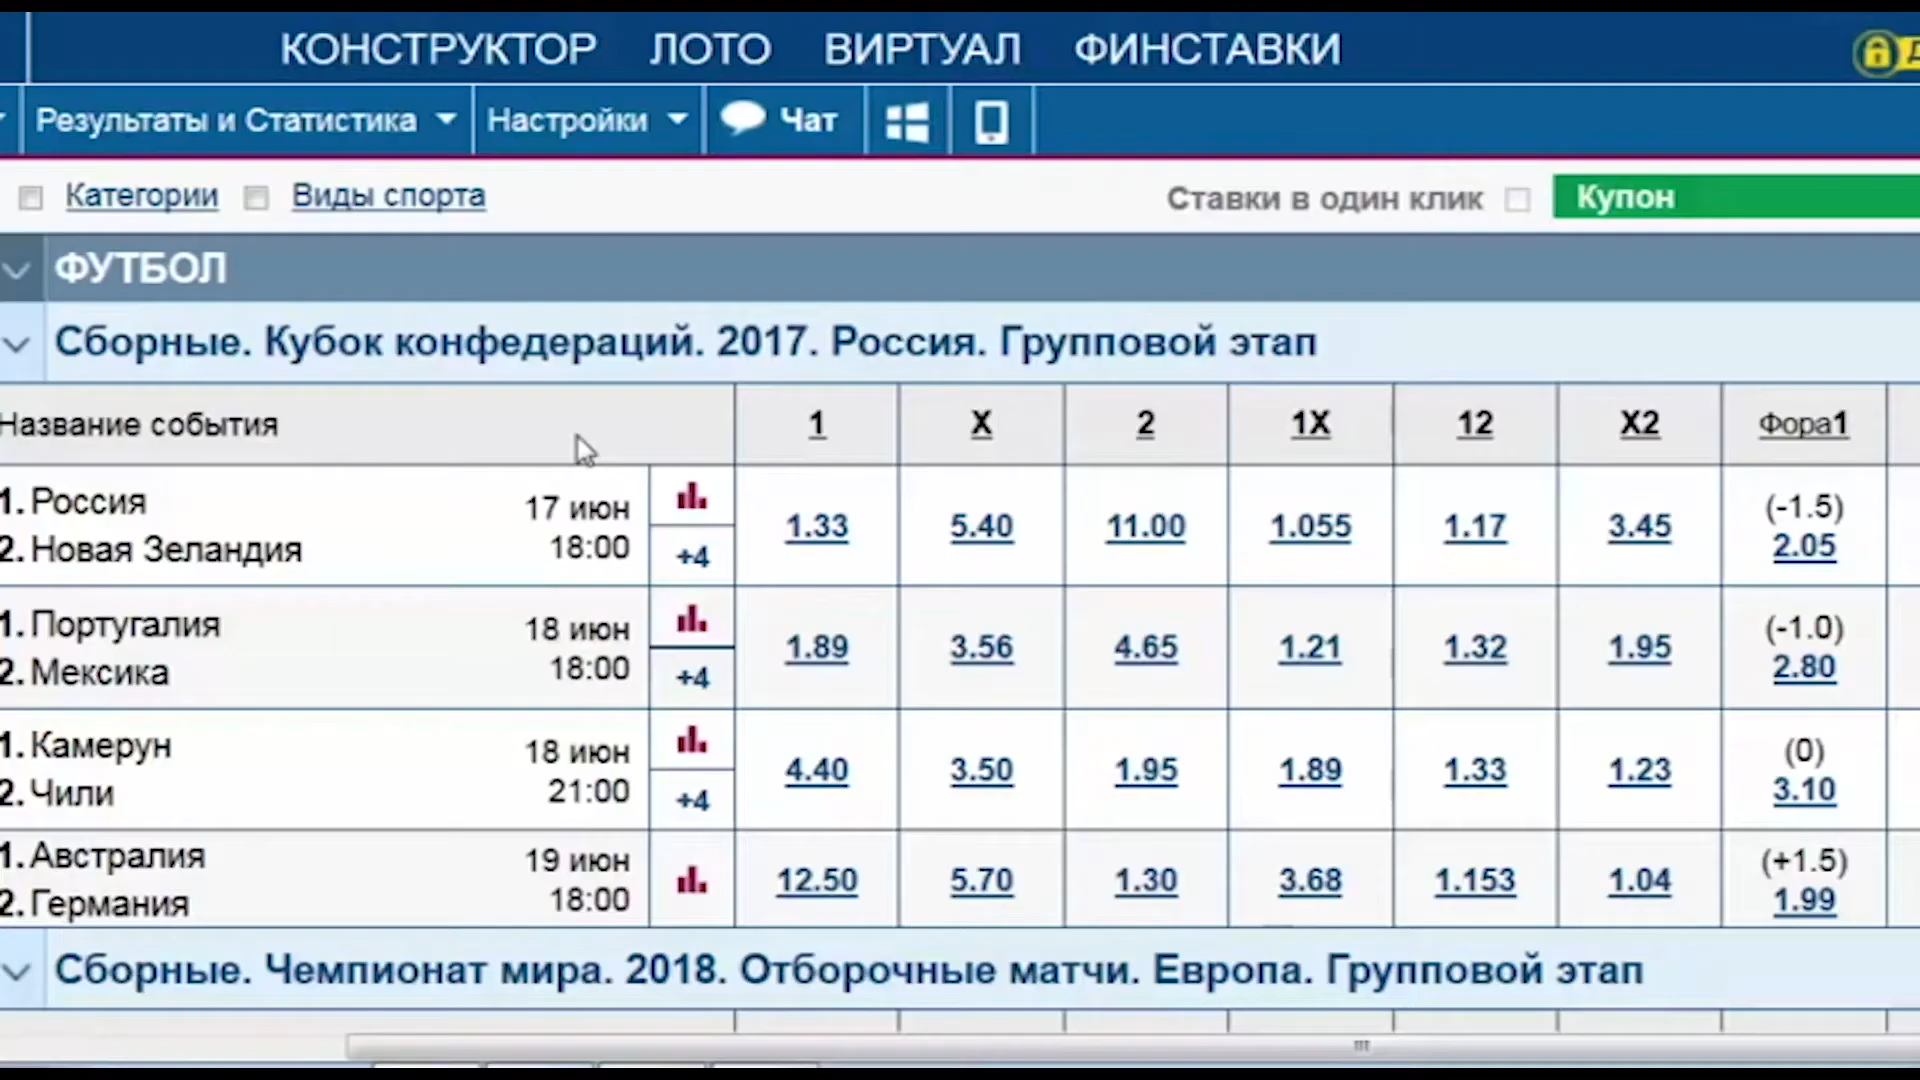 КОНСТРУКТОР ЛОТО ВИРТУАЛ ФИНСТАВКИ
Результаты и Статистика Настройки Чат
Категории Виды спорта Ставки в один клик Купон
ФУТБОЛ
Сборные. Кубок конфедераций. 2017. Россия. Групповой этап
Название события 1 X 2 1X 12 X2 Фора1
1. Россия 17 июн (-1.5)
2. Новая Зеландия 18:00 +4 1.33 5.40 11.00 1.055 1.17 3.45 2.05
1. Португалия 18 июн (-1.0)
2. Мексика 18:00 +4 1.89 3.56 4.65 1.21 1.32 1.95 2.80
1. Камерун 18 июн (0)
2. Чили 21:00 +4 4.40 3.50 1.95 1.89 1.33 1.23 3.10
1. Австралия 19 июн (+1.5)
2. Германия 18:00 12.50 5.70 1.30 3.68 1.153 1.04 1.99
Сборные. Чемпионат мира. 2018. Отборочные матчи. Европа. Групповой этап